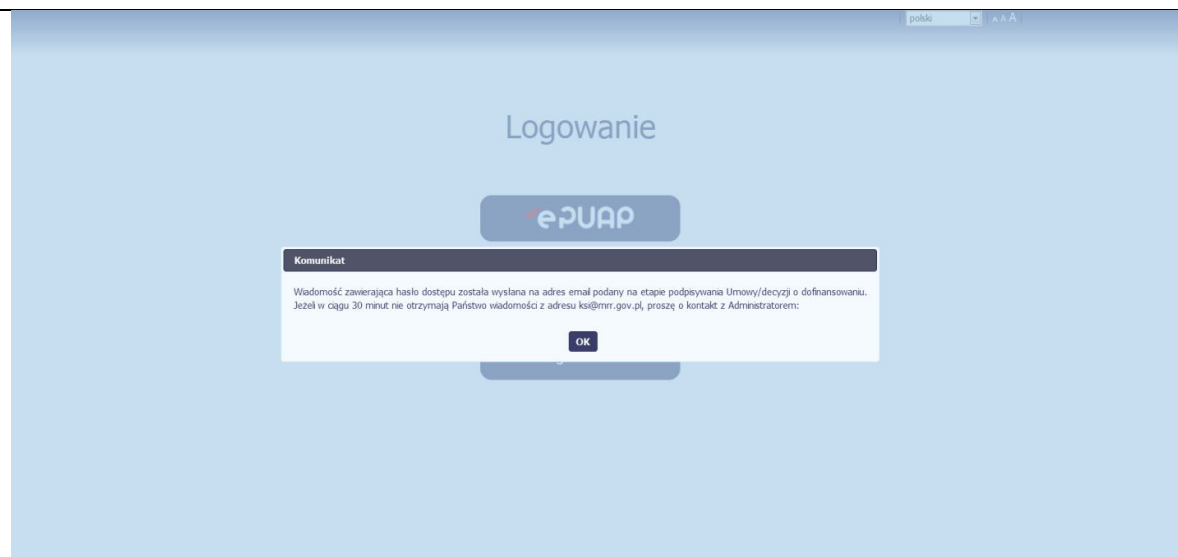 polski A A A
Logowanie
ePUAP
Komunikat
Wiadomość zawierająca hasło dostępu została wysłana na adres email podany na etapie podpisywania Umowy/decyzji o dofinansowaniu.
Jeżeli w ciągu 30 minut nie otrzymają Państwo wiadomości z adresu ksi@mrr.gov.pl, proszę o kontakt z Administratorem:
OK